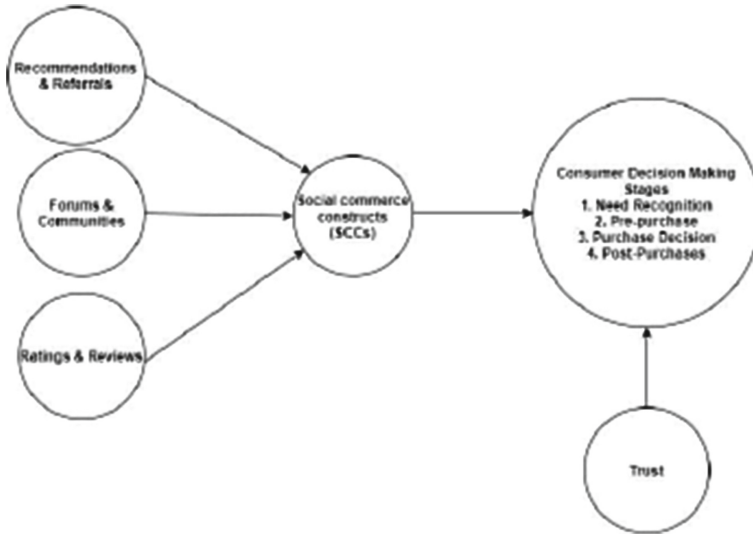 Recommendations
& Referrals
Forums &
Communities
Ratings & Reviews
Social commerce
constructs
(SCCs)
Consumer Decision Making
Stages
1. Need Recognition
2. Pre-purchase
3. Purchase Decision
4. Post-Purchases
Trust